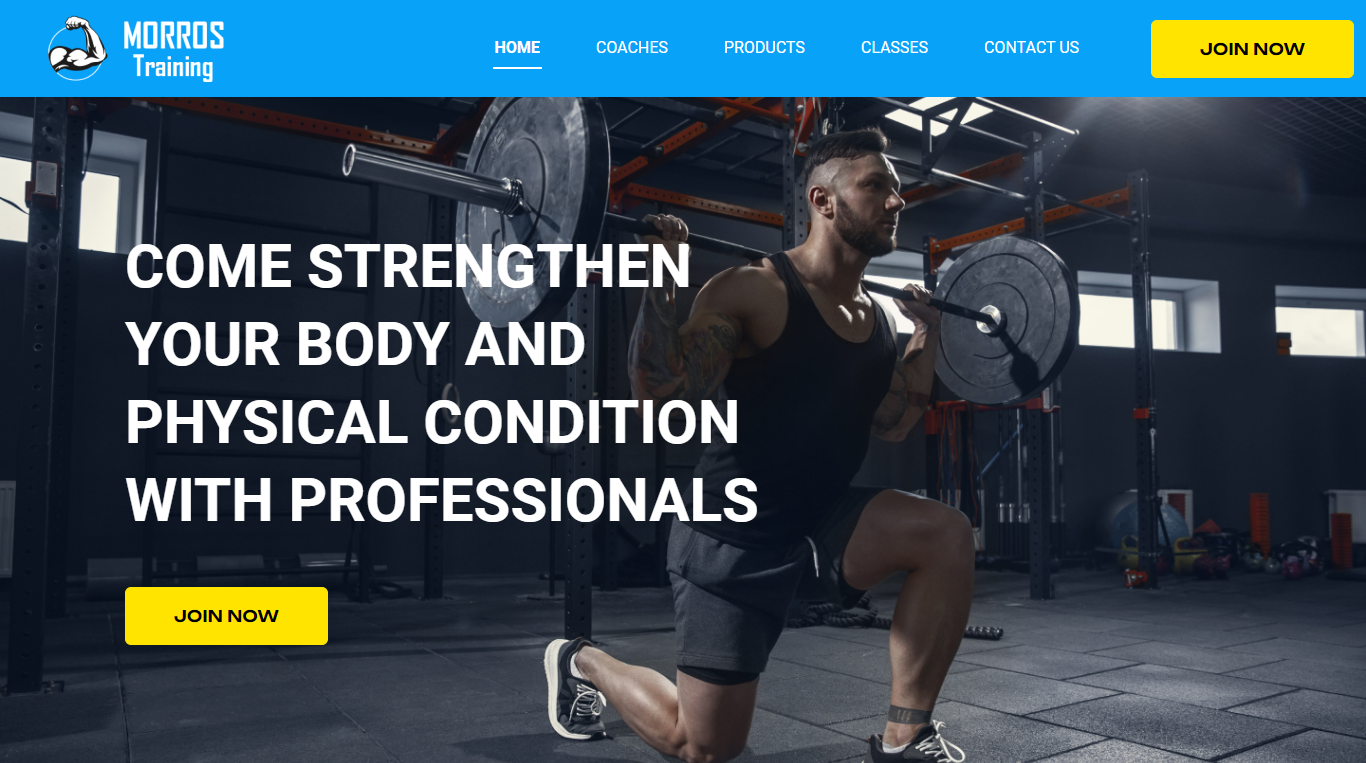 MORROS
Training
HOME
COACHES
PRODUCTS
CLASSES
CONTACT US
JOIN NOW
COME STRENGTHEN
YOUR BODY AND
PHYSICAL CONDITION
WITH PROFESSIONALS
JOIN NOW